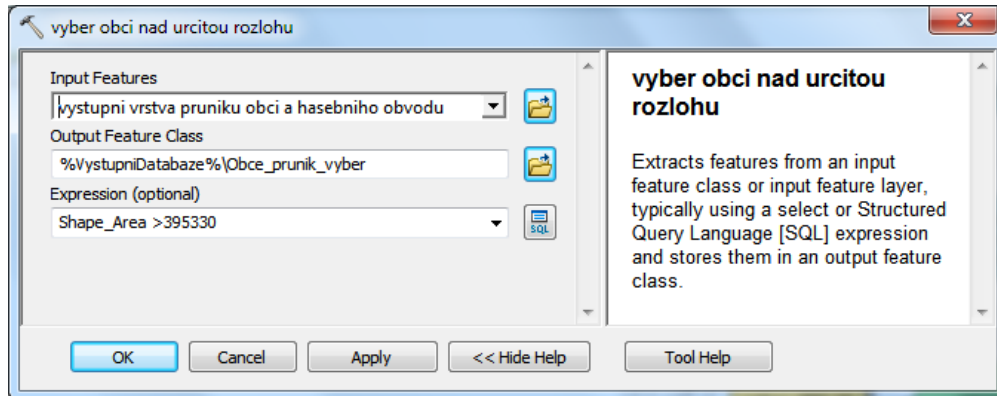 vyber obci nad urcitou rozlohu
Input Features
vystupni vrstva pruniku obci a hasebniho obvodu
Output Feature Class
%VystupniDatabaze%\Obce_prunik_vyber
Expression (optional)
Shape_Area >395330
SQL
vyber obci nad urcitou
rozlohu
Extracts features from an input
feature class or input feature layer,
typically using a select or Structured
Query Language [SQL] expression
and stores them in an output feature
class.
OK
Cancel
Apply
<< Hide Help
Tool Help